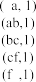 ( a, 1)
(ab,1)
(bc,1)
(cf,1)
(f ,1)